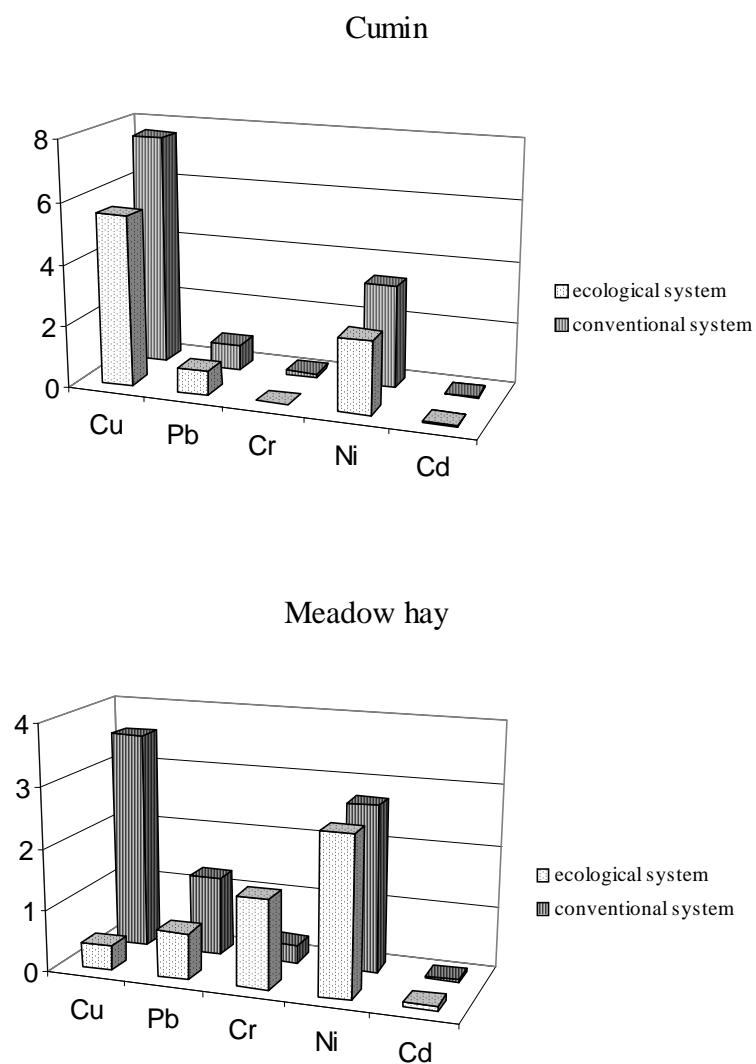 Cumin
8
6
4
2
0
Cu Pb Cr Ni Cd
ecological system
conventional system
Meadow hay
4
3
2
1
0
Cu Pb Cr Ni Cd
ecological system
conventional system